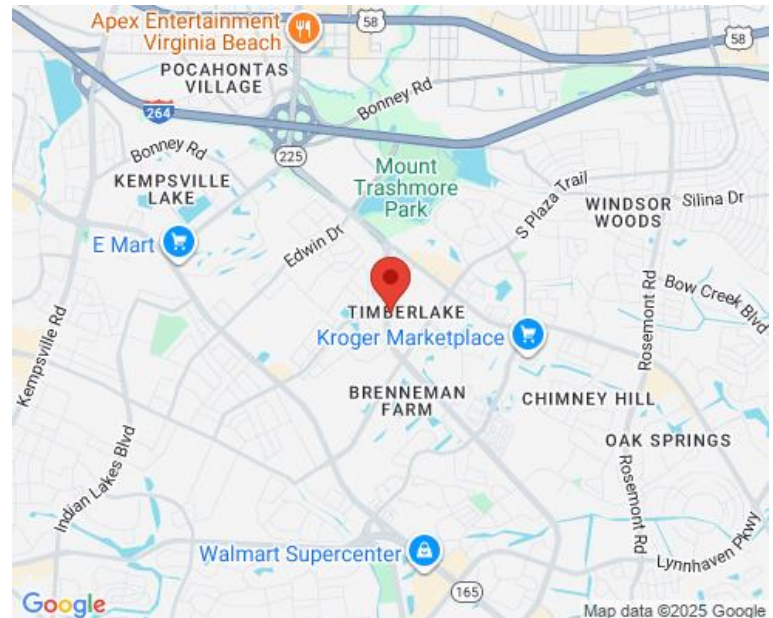 Apex Entertainment
Virginia Beach
58
58
POCAHONTAS
VILLAGE
Bonney Rd
264
Bonney Rd
225
KEMPSVILLE
LAKE
Mount
Trashmore
Park
S Plaza Trail
WINDSOR
WOODS
Silina Dr
E Mart
Edwin Dr
Bow Creek Blvd
TIMBERLAKE
Kroger Marketplace
Rosemont Rd
Kempsville Rd
BRENNEMAN
FARM
CHIMNEY HILL
OAK SPRINGS
Indian Lakes Blvd
Rosemont Rd
Walmart Supercenter
Lynnhaven Pkwy
165
Google
Map data ©2025 Google